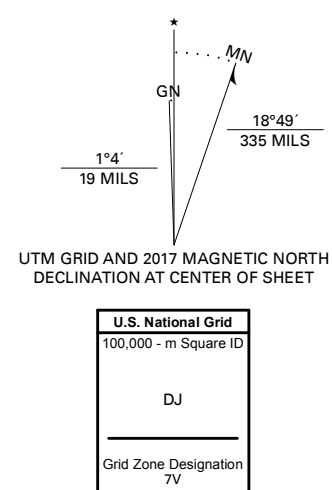 ★
MN
GN
18°49´
335 MILS
1°4´
19 MILS
UTM GRID AND 2017 MAGNETIC NORTH
DECLINATION AT CENTER OF SHEET
U.S. National Grid
100,000 - m Square ID
DJ
Grid Zone Designation
7V